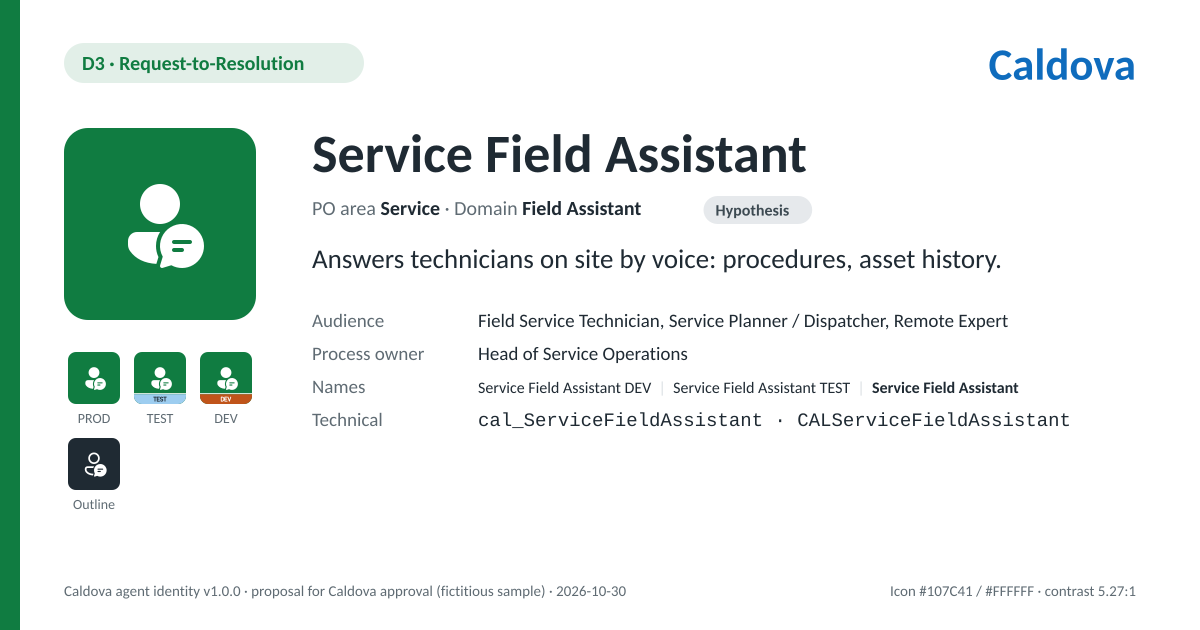 D3 · Request-to-Resolution
Caldova
Service Field Assistant
PO area Service · Domain Field Assistant
Hypothesis
Answers technicians on site by voice: procedures, asset history.
Audience Field Service Technician, Service Planner / Dispatcher, Remote Expert
Process owner Head of Service Operations
Names Service Field Assistant DEV | Service Field Assistant TEST | Service Field Assistant
Technical cal_ServiceFieldAssistant · CALServiceFieldAssistant
TEST
DEV
PROD
TEST
DEV
Outline
Caldova agent identity v1.0.0 · proposal for Caldova approval (fictitious sample) · 2026-10-30
Icon #107C41 / #FFFFFF · contrast 5.27:1